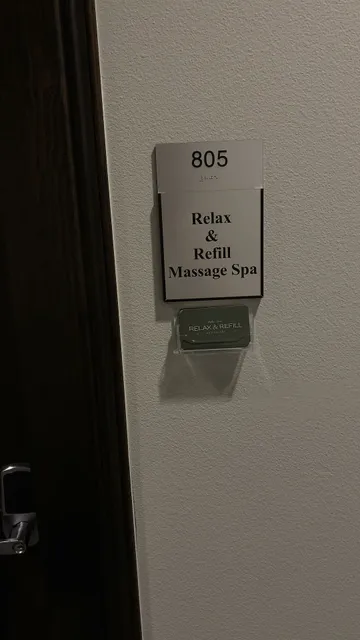 805
Relax
&
Refill
Massage Spa
RELAX & REFILL